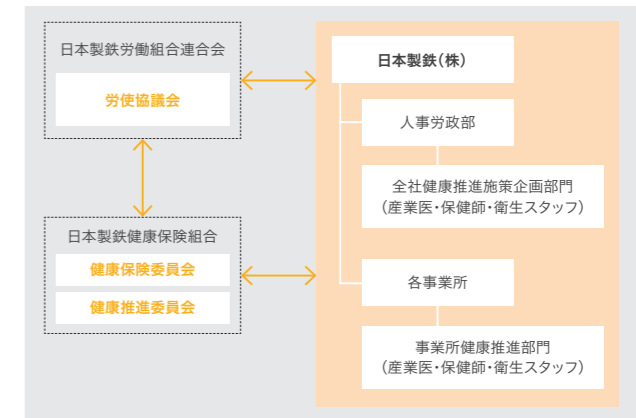 日本製鉄労働組合連合会
労使協議会
日本製鉄健康保険組合
健康保険委員会
健康推進委員会
日本製鉄(株)
人事労政部
全社健康推進施策企画部門
(産業医・保健師・衛生スタッフ)
各事業所
事業所健康推進部門
(産業医・保健師・衛生スタッフ)